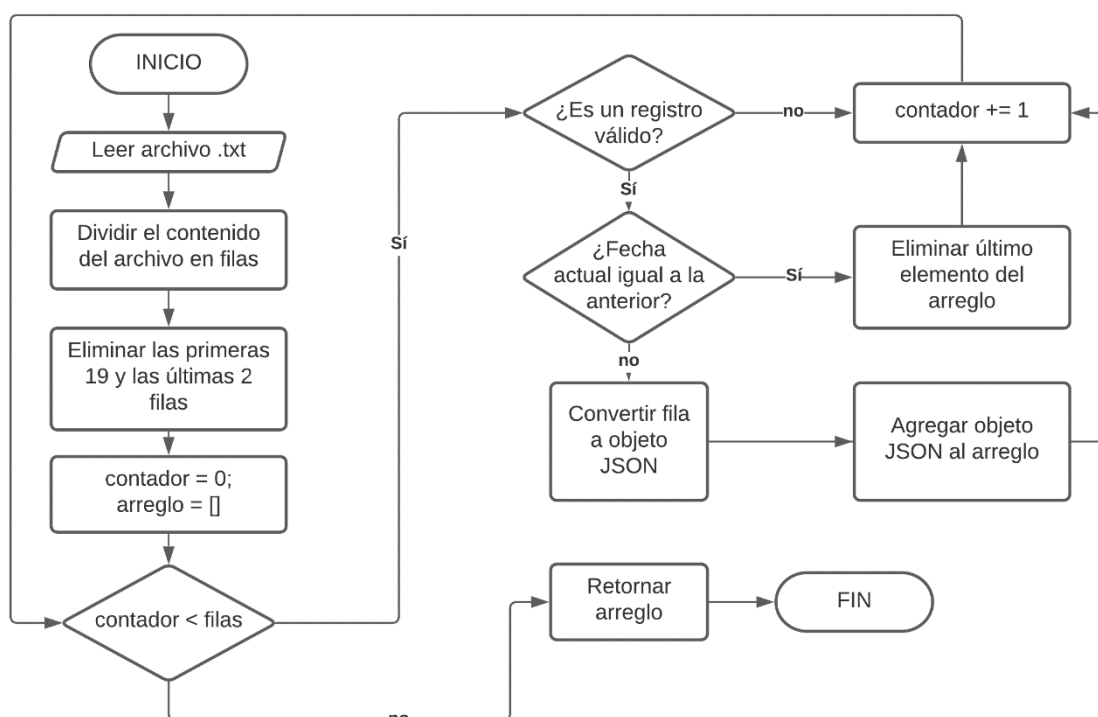 INICIO
Leer archivo .txt
Dividir el contenido
del archivo en filas
Eliminar las primeras
19 y las últimas 2
filas
contador = 0;
arreglo = []
contador < filas
Sí
no
¿Es un registro
válido?
no
Sí
¿Fecha
actual igual a la
anterior?
Sí
no
contador += 1
Eliminar último
elemento del
arreglo
Convertir fila
a objeto
JSON
Agregar objeto
JSON al arreglo
Retornar
arreglo
FIN